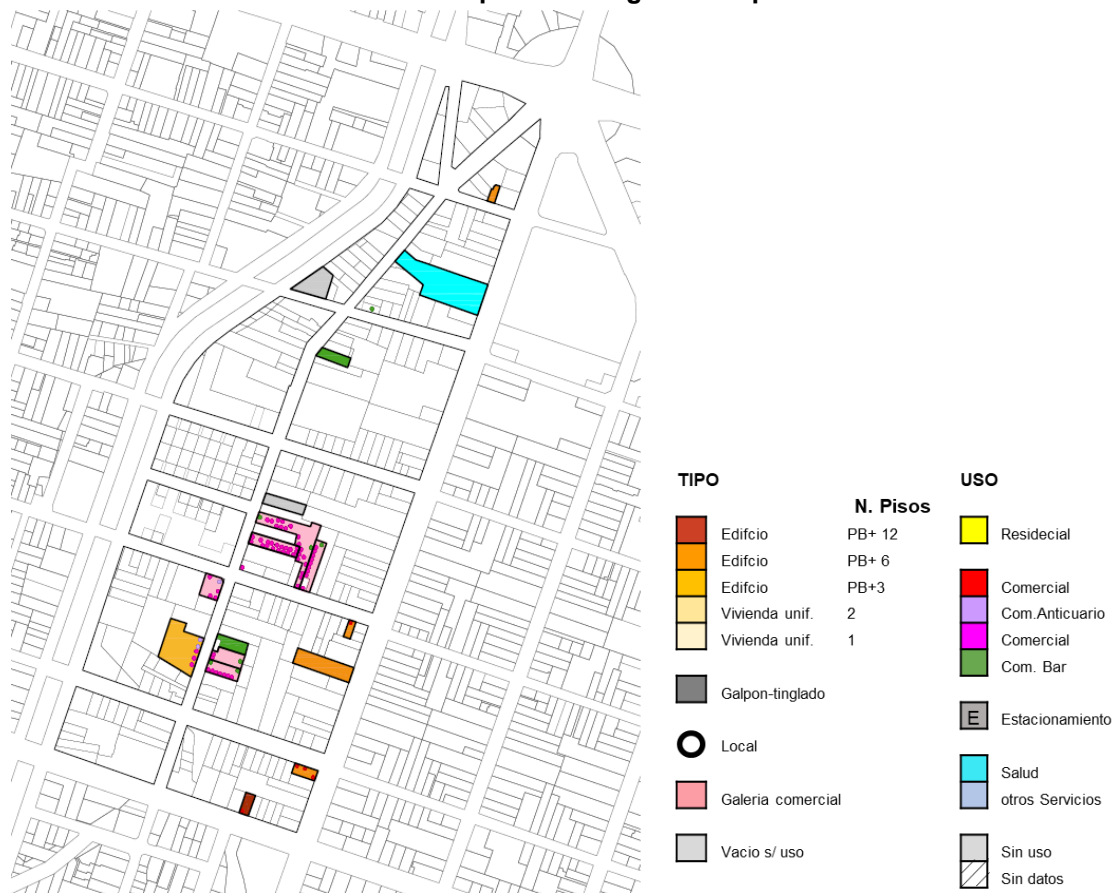 TIPO
N. Pisos
Edifcio PB+ 12
Edifcio PB+ 6
Edifcio PB+3
Vivienda unif. 2
Vivienda unif. 1
Galpon-tinglado
Local
Galeria comercial
Vacio s/ uso
USO
Residecial
Comercial
Com.Anticuario
Comercial
Com. Bar
E Estacionamiento
Salud
otros Servicios
Sin uso
Sin datos